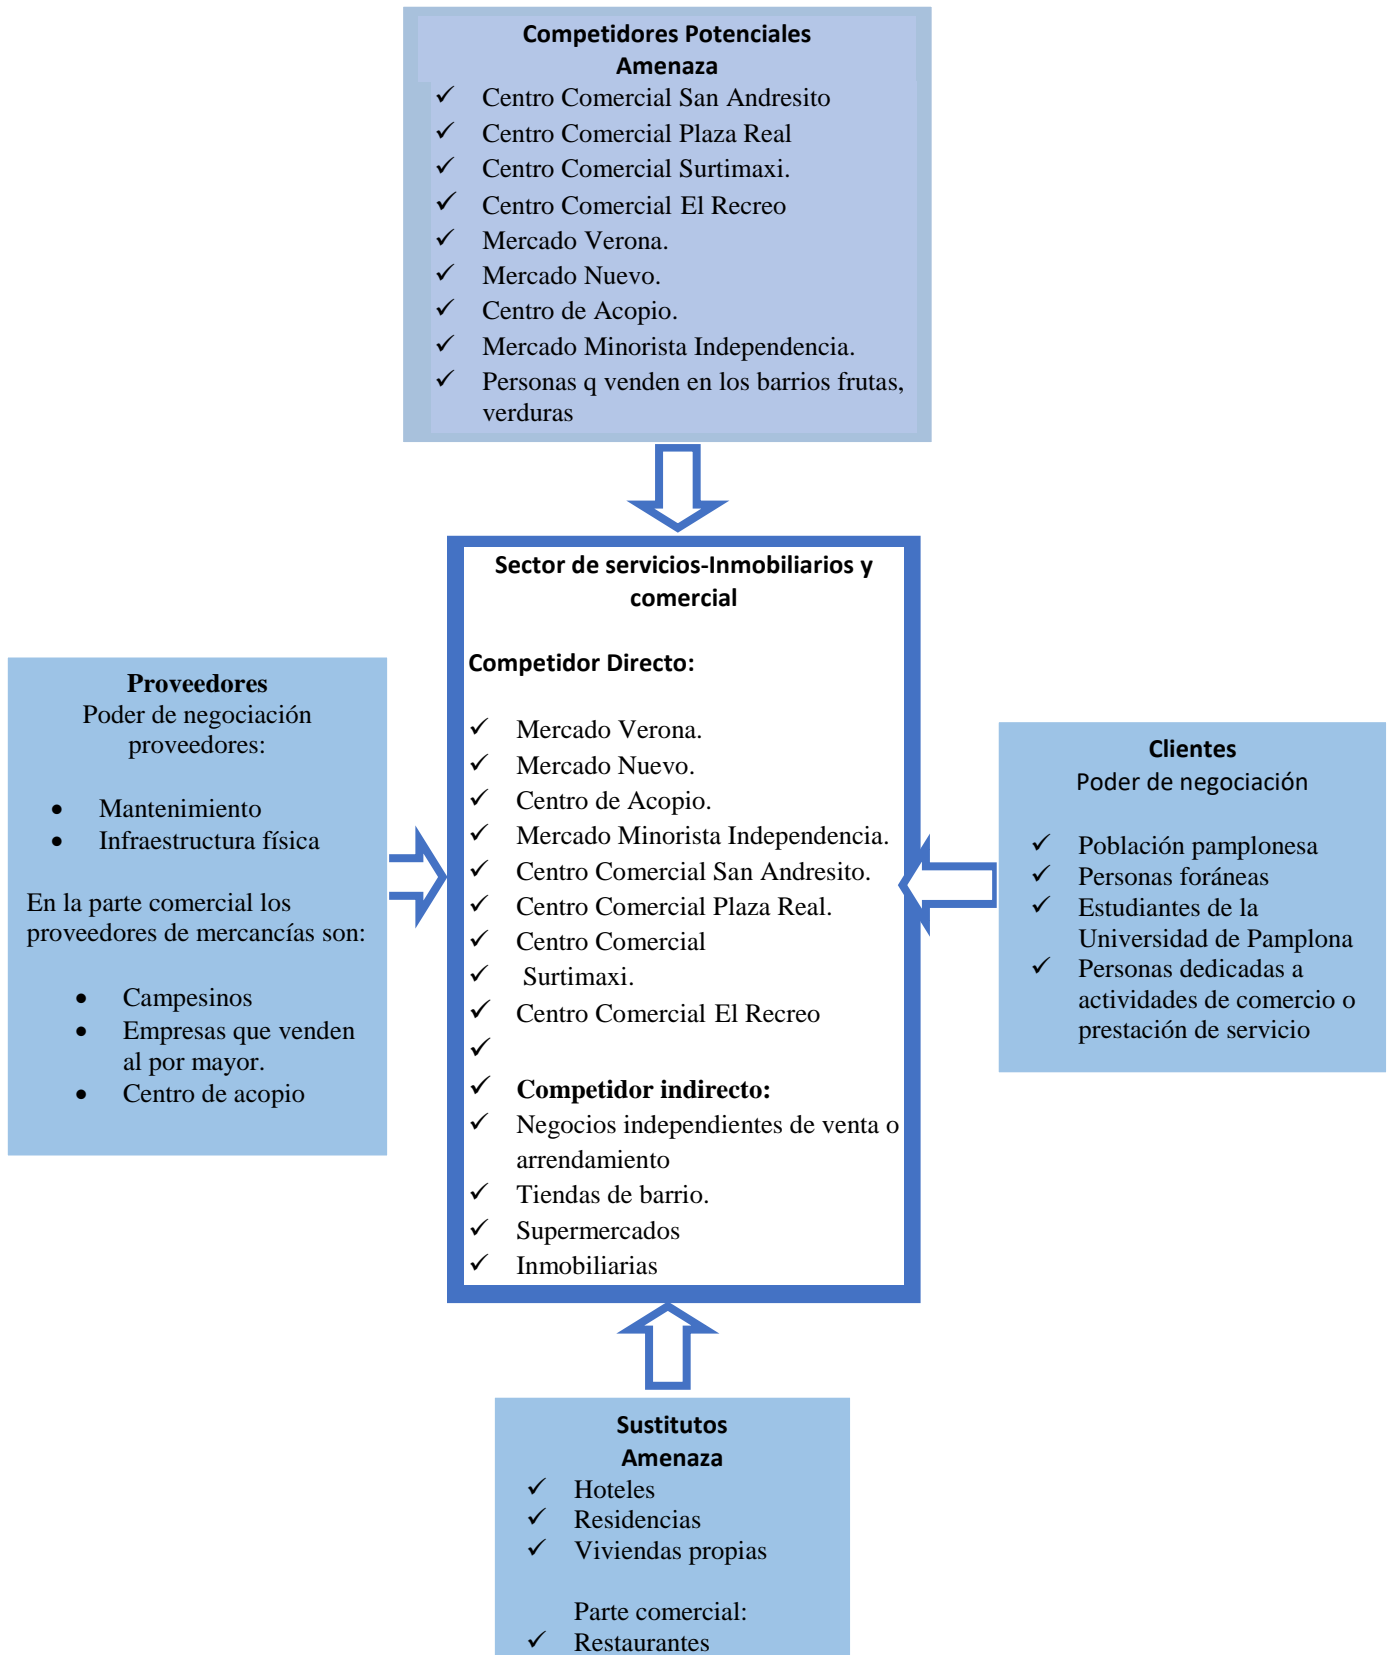 Competidores Potenciales
Amenaza
✓ Centro Comercial San Andresito
✓ Centro Comercial Plaza Real
✓ Centro Comercial Surtimaxi.
✓ Centro Comercial El Recreo
✓ Mercado Verona.
✓ Mercado Nuevo.
✓ Centro de Acopio.
✓ Mercado Minorista Independencia.
✓ Personas q venden en los barrios frutas,
verduras
Sector de servicios-Inmobiliarios y
comercial
Competidor Directo:
✓ Mercado Verona.
✓ Mercado Nuevo.
✓ Centro de Acopio.
✓ Mercado Minorista Independencia.
✓ Centro Comercial San Andresito.
✓ Centro Comercial Plaza Real.
✓ Centro Comercial
✓ Surtimaxi.
✓ Centro Comercial El Recreo
✓
✓ Competidor indirecto:
✓ Negocios independientes de venta o
arrendamiento
✓ Tiendas de barrio.
✓ Supermercados
✓ Inmobiliarias
Proveedores
Poder de negociación
proveedores:
• Mantenimiento
• Infraestructura física
En la parte comercial los
proveedores de mercancías son:
• Campesinos
• Empresas que venden
al por mayor.
• Centro de acopio
Clientes
Poder de negociación
✓ Población pamplonesa
✓ Personas foráneas
✓ Estudiantes de la
Universidad de Pamplona
✓ Personas dedicadas a
actividades de comercio o
prestación de servicio
Sustitutos
Amenaza
✓ Hoteles
✓ Residencias
✓ Viviendas propias
Parte comercial:
✓ Restaurantes